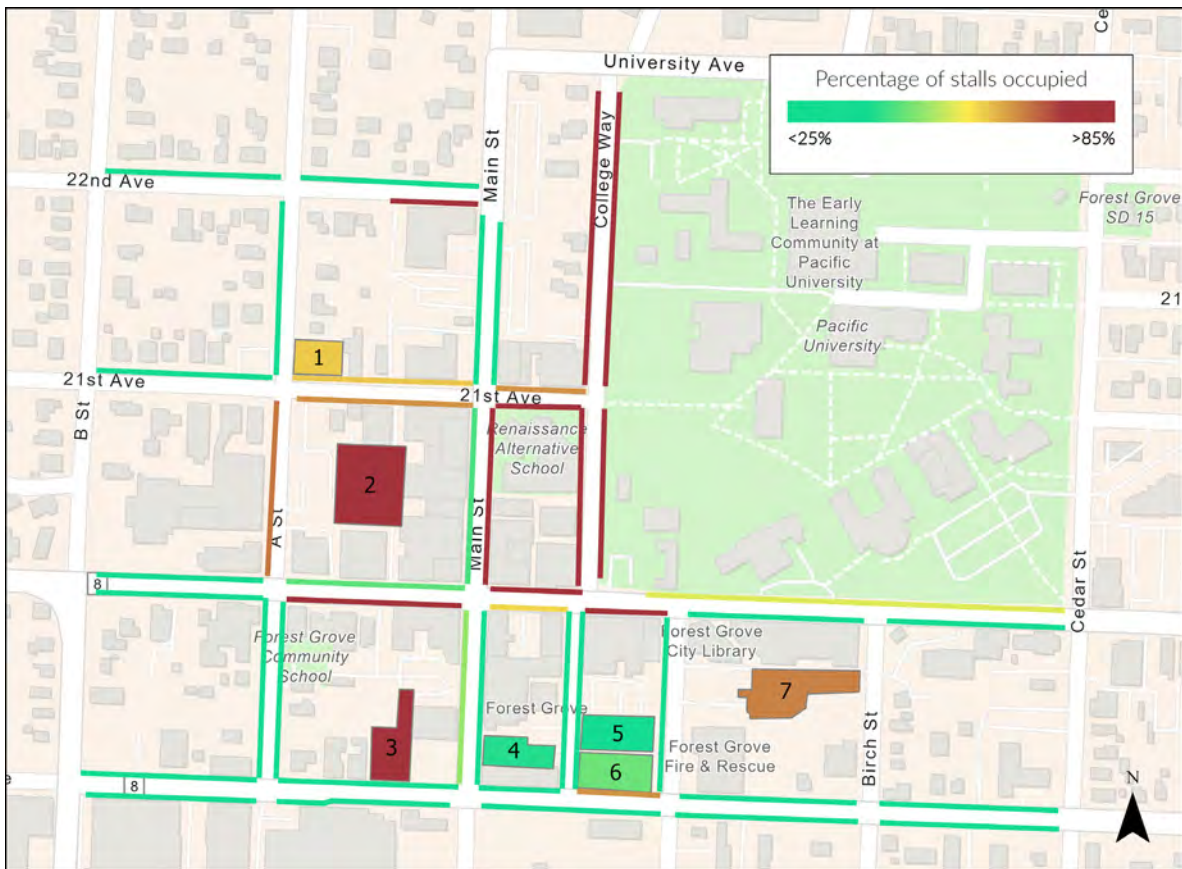 University Ave
Ce
Percentage of stalls occupied
<25%
>85%
Main St
College Way
22nd Ave
The Early
Learning
Community at
Pacific
University
Forest Grove
SD 15
21
Pacific
University
1
21st Ave
21st Ave
B St
Renaissance
Alternative
School
2
A St
Main St
8
Cedar St
Forest Grove
Community
School
Forest Grove
City Library
7
Forest Grove
3
4
5
6
Forest Grove
Fire & Rescue
Birch St
e
8
N